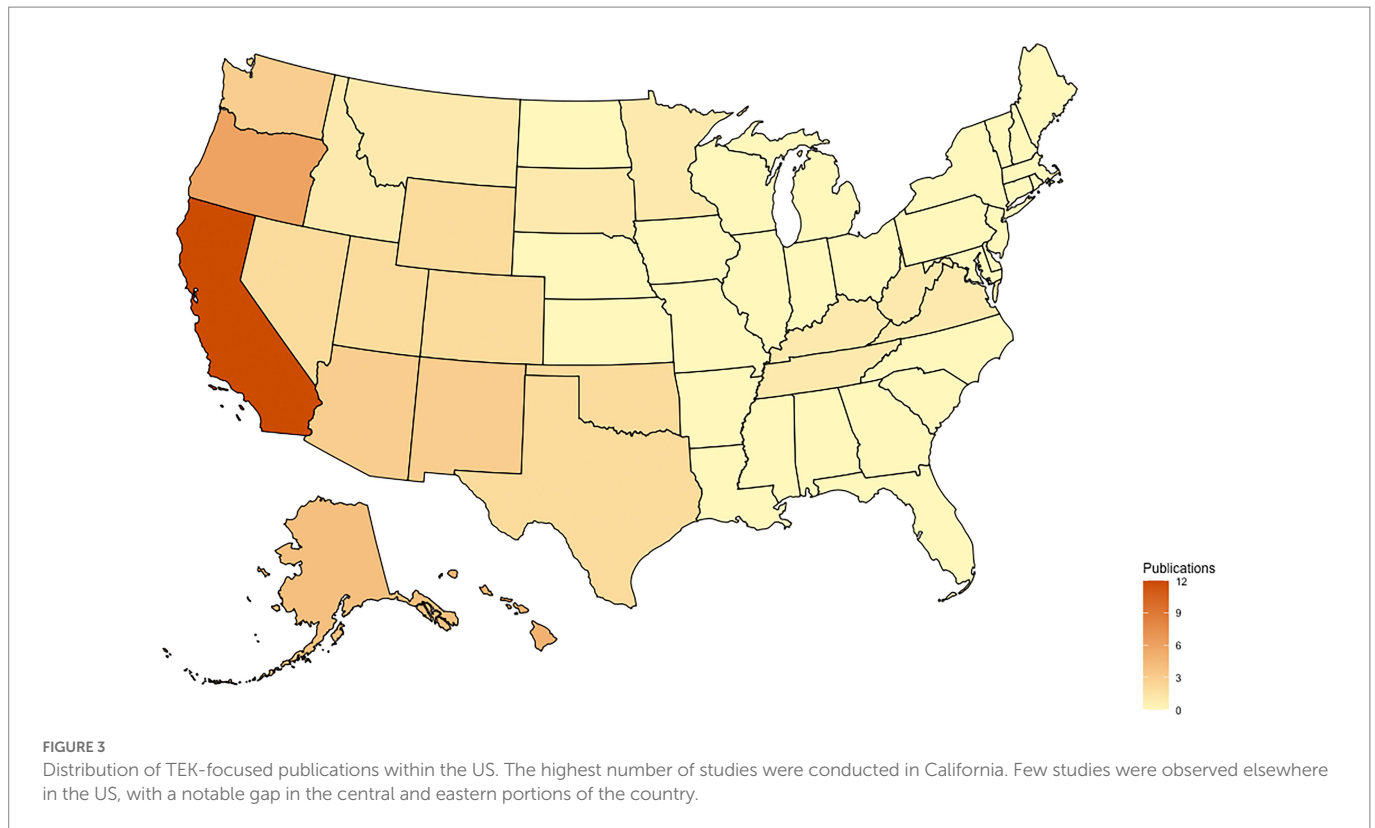 Publications
12
9
6
3
0
FIGURE 3
Distribution of TEK-focused publications within the US. The highest number of studies were conducted in California. Few studies were observed elsewhere
in the US, with a notable gap in the central and eastern portions of the country.